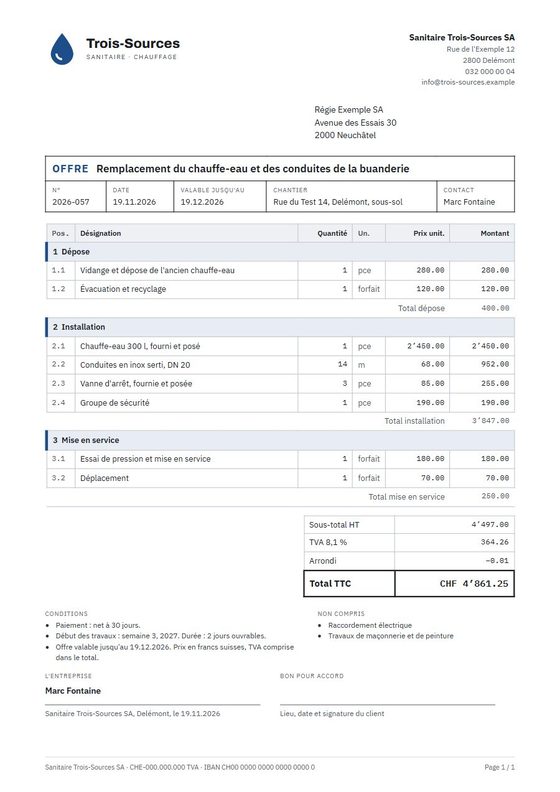 Trois-Sources
SANITAIRE · CHAUFFAGE
Sanitaire Trois-Sources SA
Rue de l'Exemple 12
2800 Delémont
032 000 00 04
info@trois-sources.example
Régie Exemple SA
Avenue des Essais 30
2000 Neuchâtel
OFFRE Remplacement du chauffe-eau et des conduites de la buanderie
N° DATE VALABLE JUSQU'AU CHANTIER CONTACT
2026-057 19.11.2026 19.12.2026 Rue du Test 14, Delémont, sous-sol Marc Fontaine
Pos. Désignation Quantité Un. Prix unit. Montant
1 Dépose
1.1 Vidange et dépose de l'ancien chauffe-eau 1 pce 280.00 280.00
1.2 Évacuation et recyclage 1 forfait 120.00 120.00
Total dépose 400.00
2 Installation
2.1 Chauffe-eau 300 l, fourni et posé 1 pce 2’450.00 2’450.00
2.2 Conduites en inox serti, DN 20 14 m 68.00 952.00
2.3 Vanne d'arrêt, fournie et posée 3 pce 85.00 255.00
2.4 Groupe de sécurité 1 pce 190.00 190.00
Total installation 3’847.00
3 Mise en service
3.1 Essai de pression et mise en service 1 forfait 180.00 180.00
3.2 Déplacement 1 forfait 70.00 70.00
Total mise en service 250.00
Sous-total HT 4’497.00
TVA 8,1 % 364.26
Arrondi −0.01
Total TTC CHF 4’861.25
CONDITIONS
• Paiement : net à 30 jours.
• Début des travaux : semaine 3, 2027. Durée : 2 jours ouvrables.
• Offre valable jusqu'au 19.12.2026. Prix en francs suisses, TVA comprise
dans le total.
NON COMPRIS
• Raccordement électrique
• Travaux de maçonnerie et de peinture
L'ENTREPRISE
Marc Fontaine
Sanitaire Trois-Sources SA, Delémont, le 19.11.2026
BON POUR ACCORD
Lieu, date et signature du client
Sanitaire Trois-Sources SA · CHE-000.000.000 TVA · IBAN CH00 0000 0000 0000 0000 0
Page 1 / 1